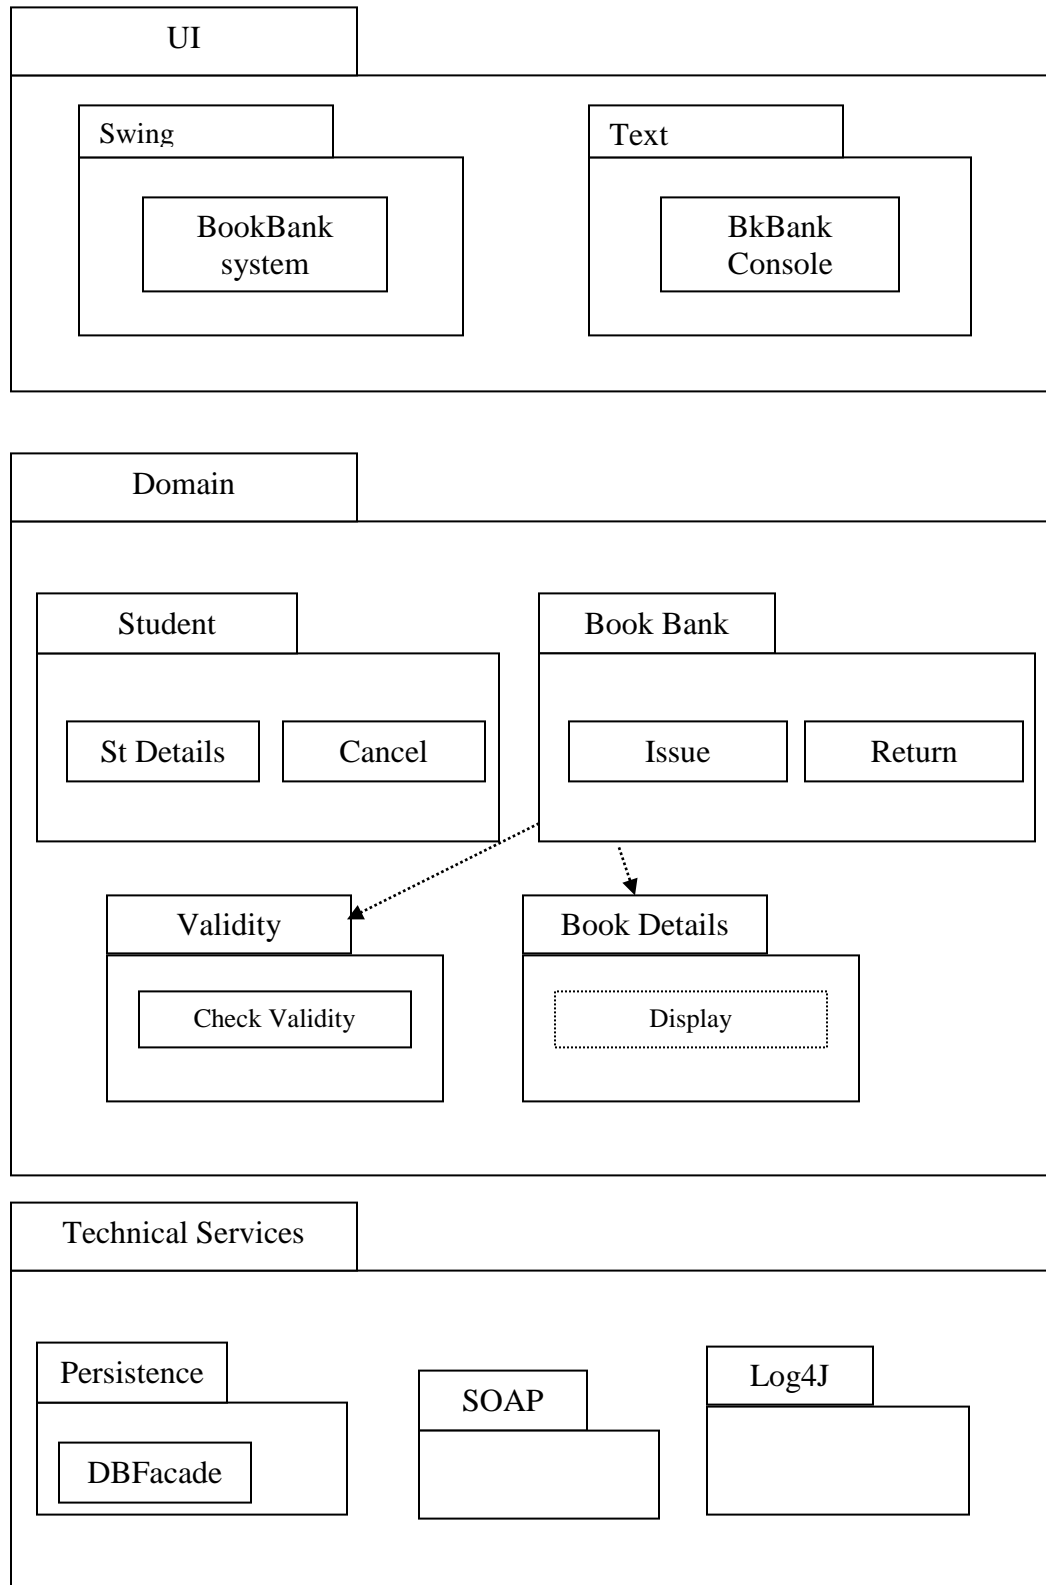 UI
Swing
Text
BookBank
system
BkBank
Console
Domain
Student
Book Bank
St Details
Cancel
Issue
Return
Validity
Book Details
Check Validity
Display
Technical Services
Persistence
SOAP
Log4J
DBFacade